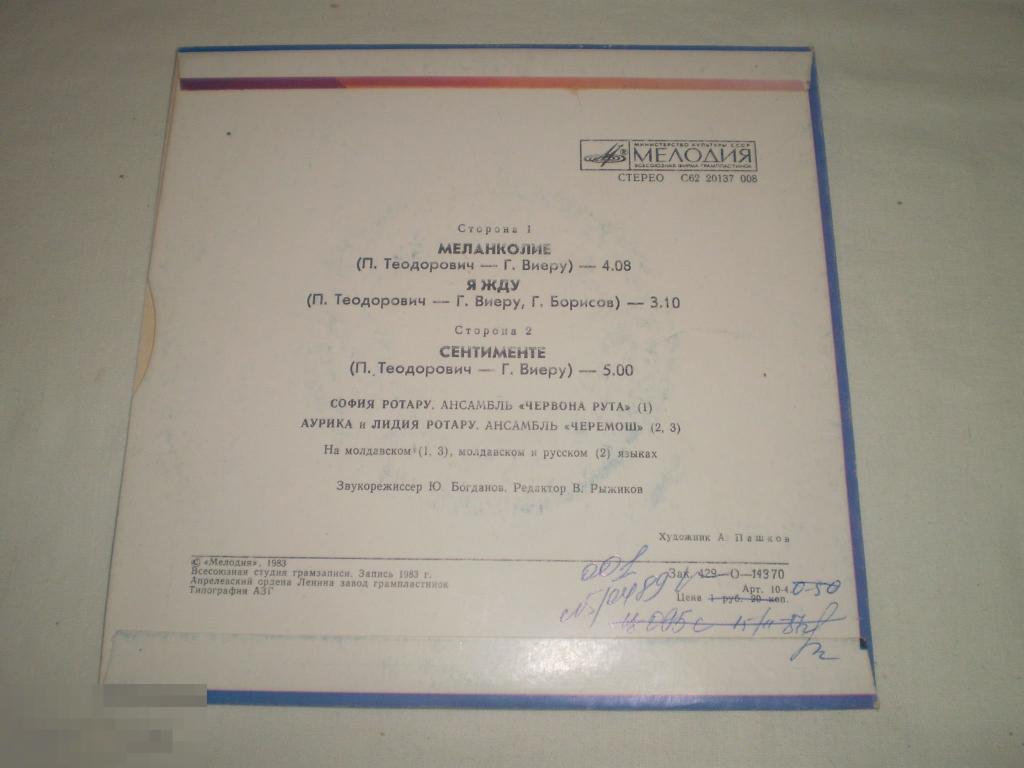 МИНИСТЕРСТВО КУЛЬТУРЫ СССР
МЕЛОДИЯ
ВСЕСОЮЗНАЯ ФИРМА ГРАМПЛАСТИНОК
СТЕРЕО С62 20137 008
Сторона 1
МЕЛАНКОЛИЕ
(П. Теодорович — Г. Виеру) — 4.08
Я ЖДУ
(П. Теодорович — Г. Виеру, Г. Борисов) — 3.10
Сторона 2
СЕНТИМЕНТЕ
(П. Теодорович — Г. Виеру) — 5.00
СОФИЯ РОТАРУ. АНСАМБЛЬ «ЧЕРВОНА РУТА» (1)
АУРИКА и ЛИДИЯ РОТАРУ. АНСАМБЛЬ «ЧЕРЕМОШ» (2, 3)
На молдавском (1, 3), молдавском и русском (2) языках
Звукорежиссер Ю. Богданов. Редактор В. Рыжиков
Художник А. Пашков
© «Мелодия», 1983
Всесоюзная студия грамзаписи. Запись 1983 г.
Апрелевский ордена Ленина завод грампластинок
Типография АЗГ
Зак. 429—О—14370
Арт. 10-4.
Цена 1 руб. 20 коп.
0-50
001